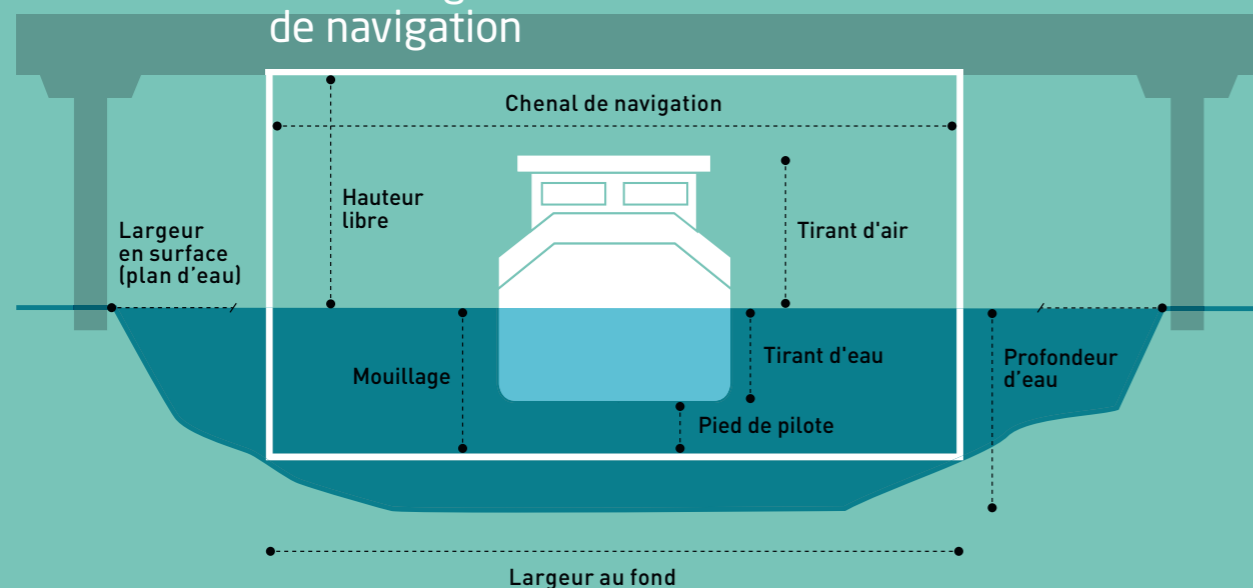 de navigation
Chenal de navigation
Hauteur
libre
Tirant d'air
Largeur
en surface
(plan d’eau)
Mouillage
Tirant d'eau
Profondeur
d’eau
Pied de pilote
Largeur au fond